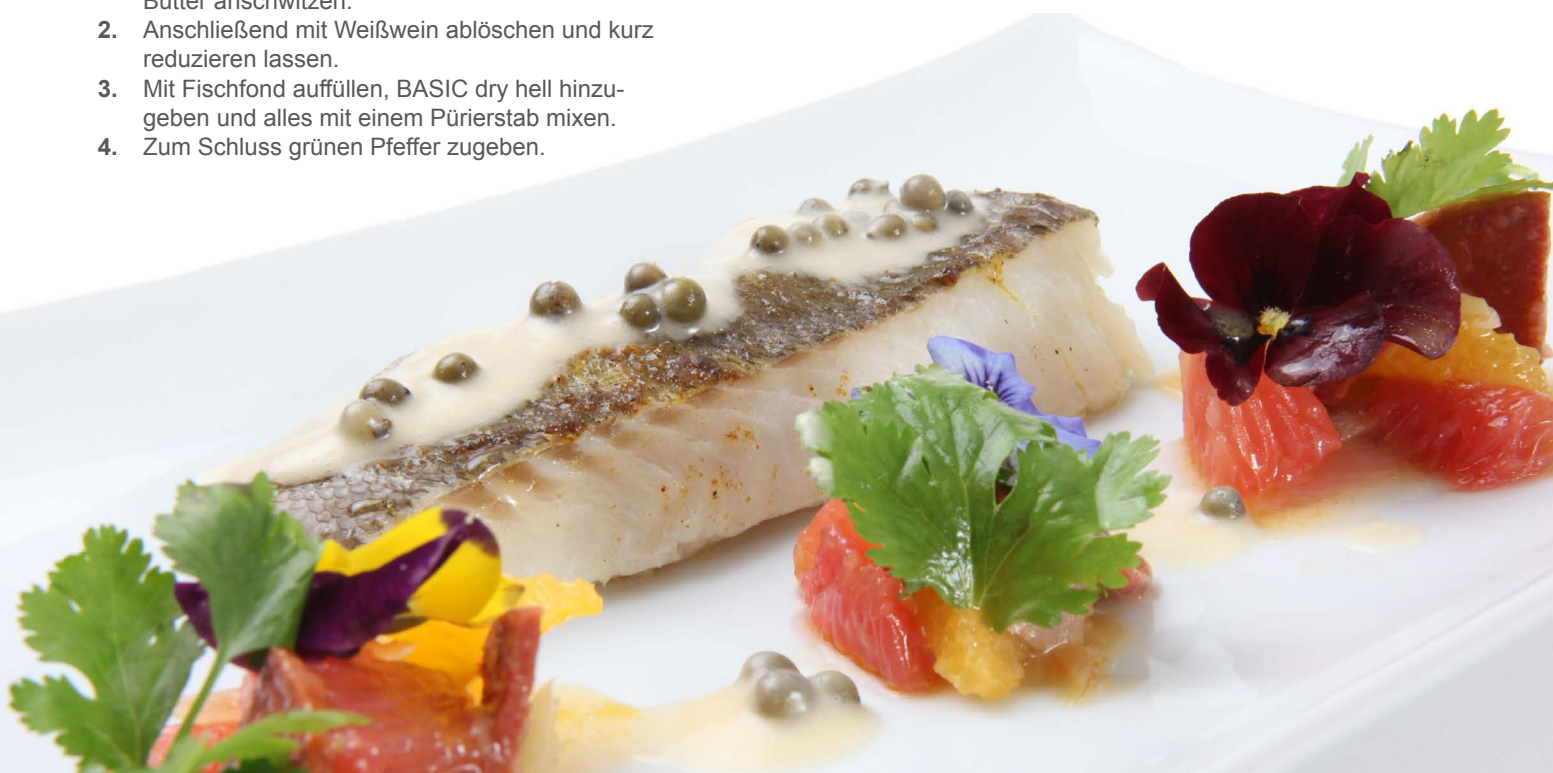 Butter anschwitzen.
2. Anschließend mit Weißwein ablöschen und kurz
reduzieren lassen.
3. Mit Fischfond auffüllen, BASIC dry hell hinzu-
geben und alles mit einem Pürierstab mixen.
4. Zum Schluss grünen Pfeffer zugeben.